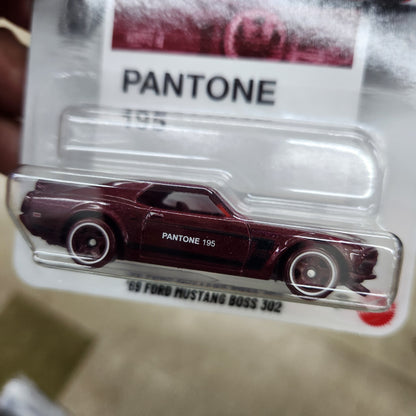 PANTONE
195
PANTONE 195
'69 FORD MUSTANG BOSS 302